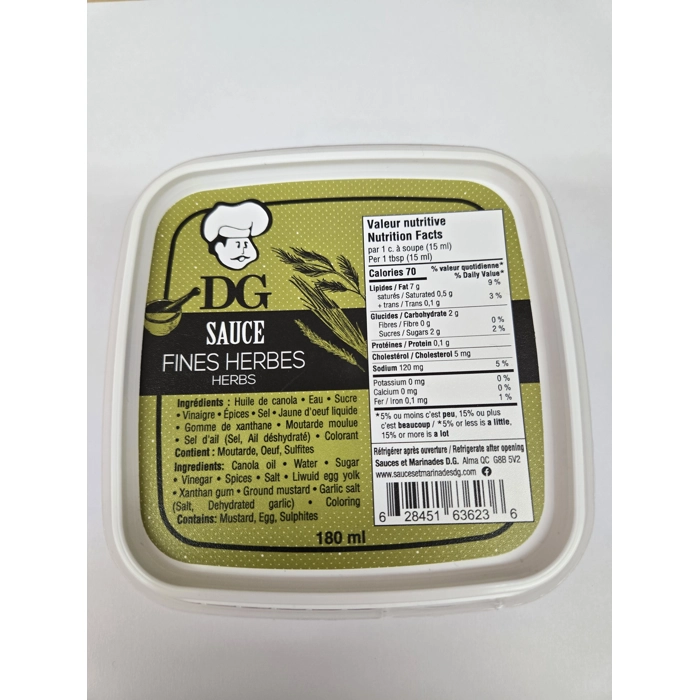 DG
SAUCE
FINES HERBES
HERBS
Ingrédients : Huile de canola • Eau • Sucre
• Vinaigre • Épices • Sel • Jaune d'oeuf liquide
• Gomme de xanthane • Moutarde moulue
• Sel d'ail (Sel, Ail déshydraté) • Colorant
Contient : Moutarde, Oeuf, Sulfites
Ingredients: Canola oil • Water • Sugar
• Vinegar • Spices • Salt • Liwuid egg yolk
• Xanthan gum • Ground mustard • Garlic salt
(Salt, Dehydrated garlic) • Coloring
Contains: Mustard, Egg, Sulphites
180 ml
Valeur nutritive
Nutrition Facts
par 1 c. à soupe (15 ml)
Per 1 tbsp (15 ml)
Calories 70
% valeur quotidienne*
% Daily Value*
Lipides / Fat 7 g 9 %
saturés / Saturated 0,5 g
+ trans / Trans 0,1 g 3 %
Glucides / Carbohydrate 2 g
Fibres / Fibre 0 g 0 %
Sucres / Sugars 2 g 2 %
Protéines / Protein 0,1 g
Cholestérol / Cholesterol 5 mg
Sodium 120 mg 5 %
Potassium 0 mg 0 %
Calcium 0 mg 0 %
Fer / Iron 0,1 mg 1 %
*5% ou moins c'est peu, 15% ou plus
c'est beaucoup / *5% or less is a little,
15% or more is a lot
Réfrigérer après ouverture / Refrigerate after opening
Sauces et Marinades D.G. Alma QC G8B 5V2
www.saucesetmarinadesdg.com
6 28451 63623 6